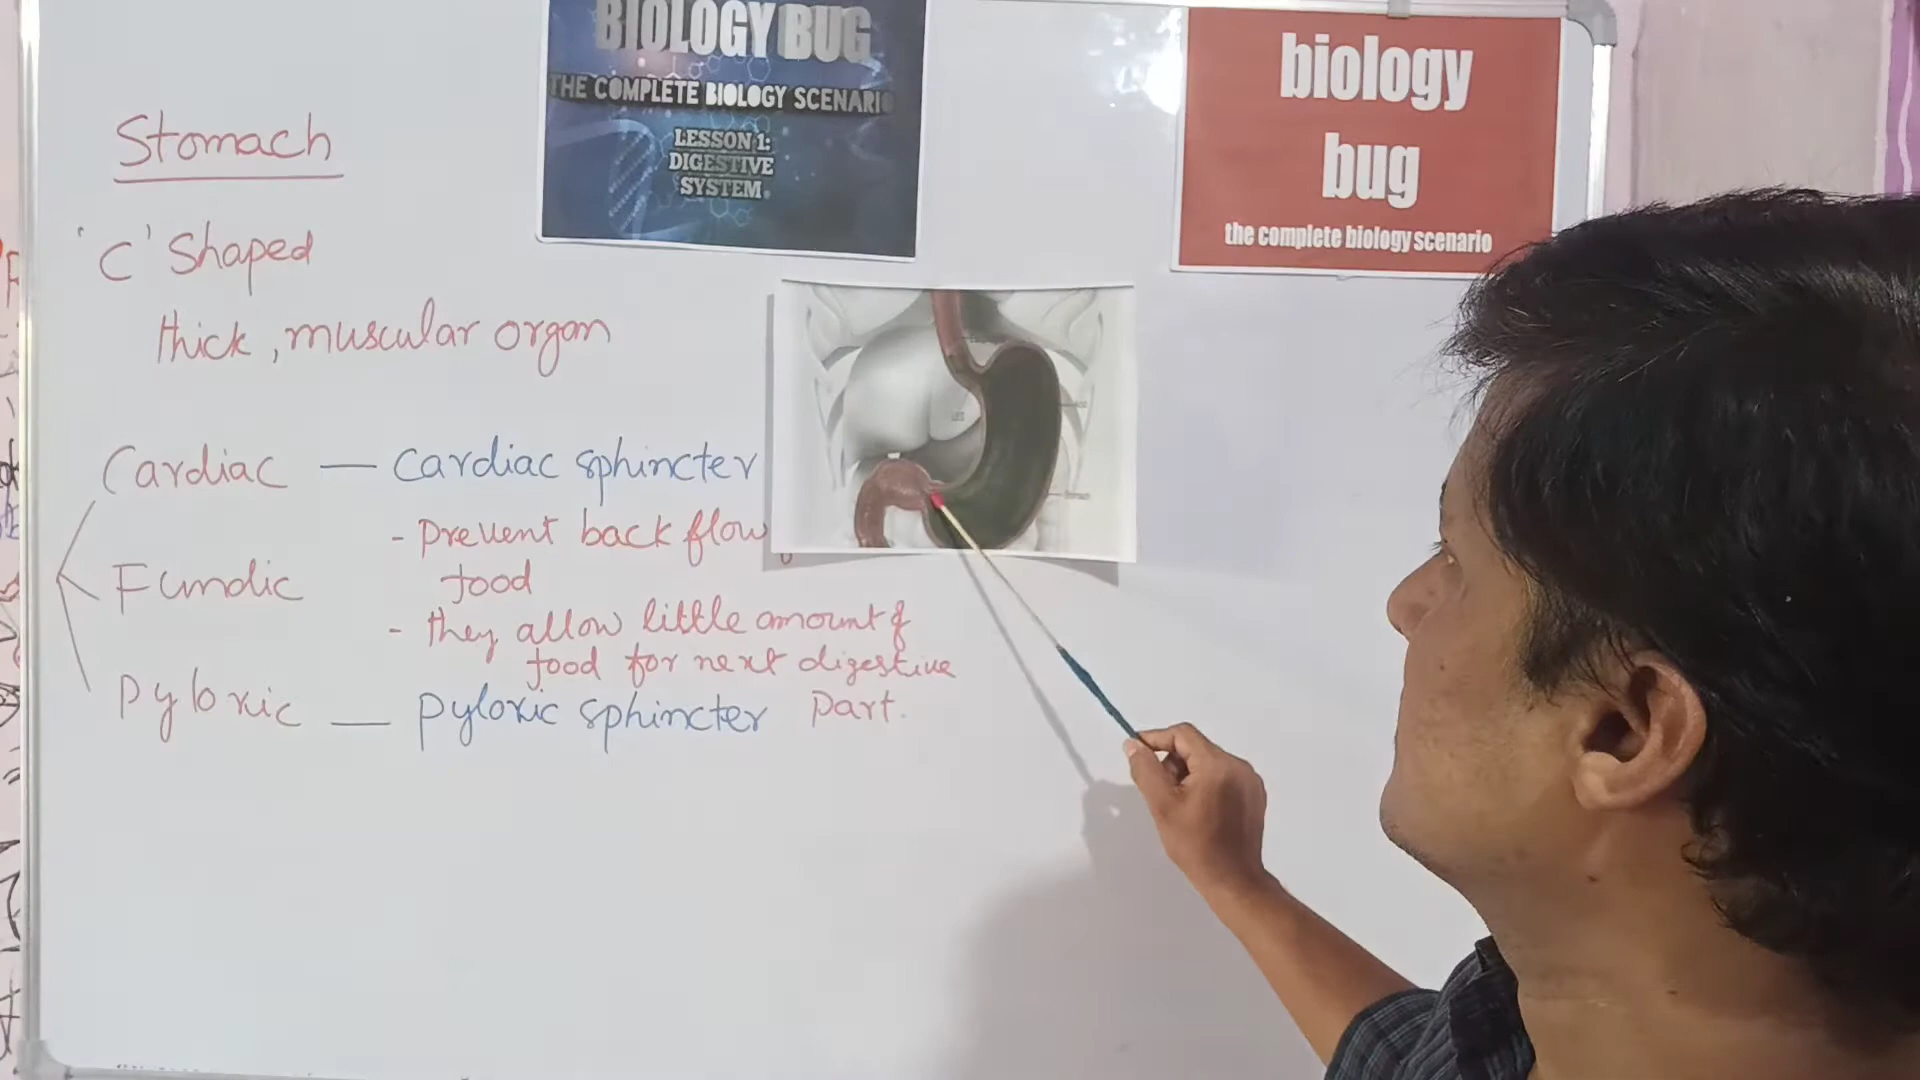 BIOLOGY BUG
THE COMPLETE BIOLOGY SCENARIO
LESSON 1:
DIGESTIVE
SYSTEM
biology
bug
the complete biology scenario
Stomach
'C' Shaped
thick, muscular organ
Cardiac — Cardiac sphincter
- Prevent back flow
food
Fundic
- they allow little amount of
food for next digestive
Part.
Pyloric — Pyloric sphincter
LES